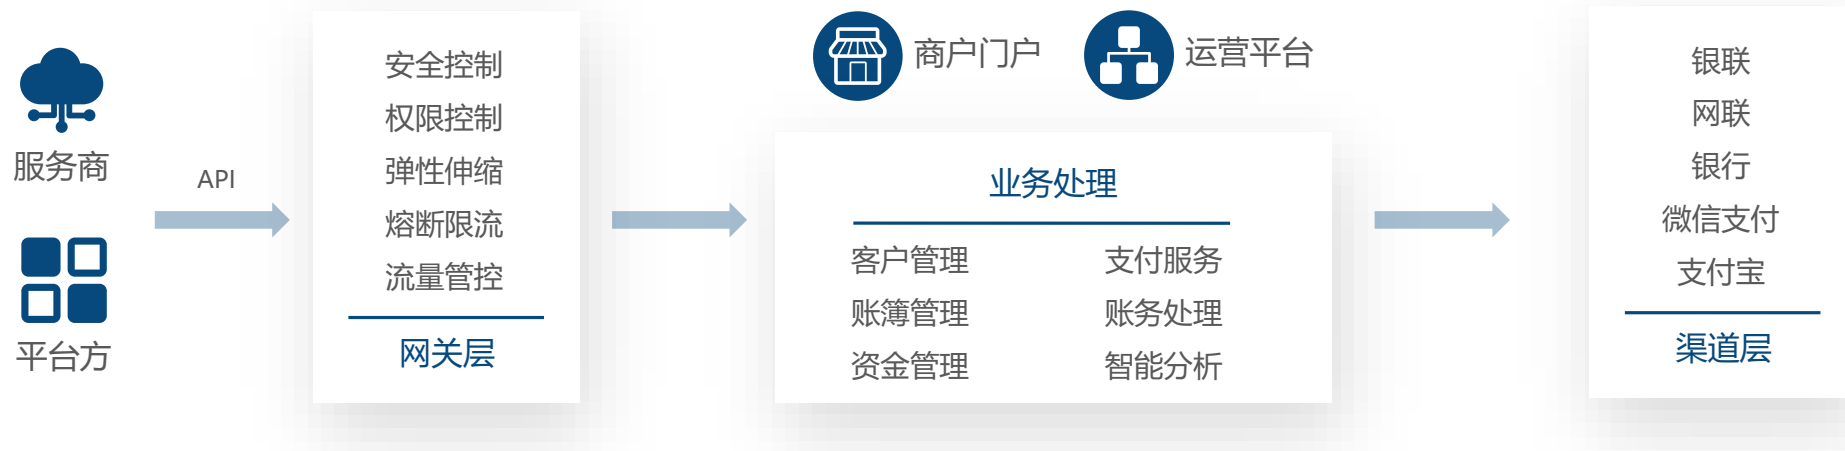 服务商
平台方
API
安全控制
权限控制
弹性伸缩
熔断限流
流量管控
网关层
商户门户
运营平台
业务处理
客户管理 支付服务
账簿管理 账务处理
资金管理 智能分析
银联
网联
银行
微信支付
支付宝
渠道层